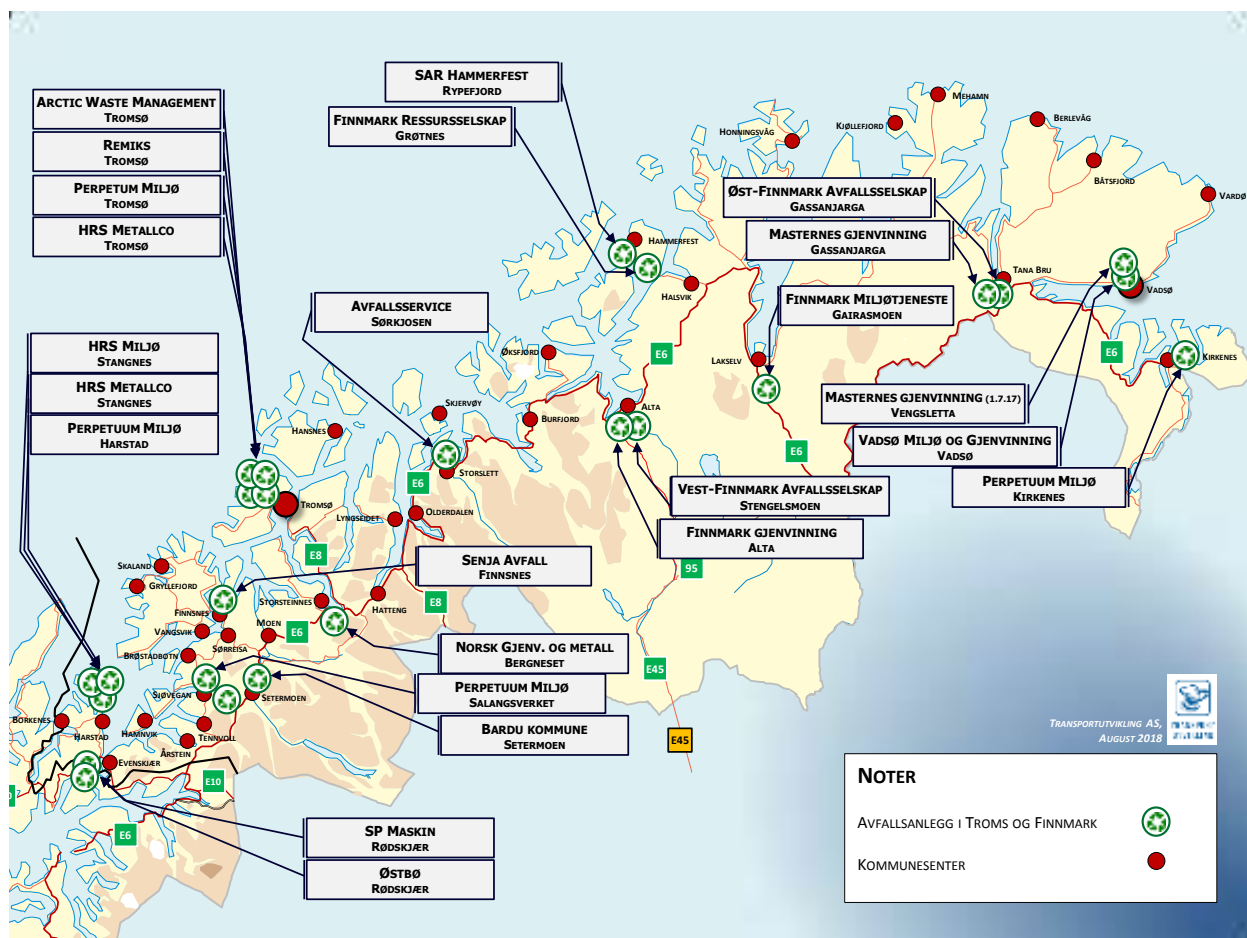 SAR HAMMERFEST
RYPEFJORD
FINNMARK RESSURSSELSKAP
GRØTNES
ARCTIC WASTE MANAGEMENT
TROMSØ
REMIKS
TROMSØ
PERPETUM MILJØ
TROMSØ
HRS METALLCO
TROMSØ
HRS MILJØ
STANGNES
HRS METALLCO
STANGNES
PERPETUUM MILJØ
HARSTAD
AVFALLSSERVICE
SØRKJOSEN
ØST-FINNMARK AVFALLSSELSKAP
GASSANJARGA
MASTERNES GJENVINNING
GASSANJARGA
FINNMARK MILJØTJENESTE
GAIRASMOEN
MASTERNES GJENVINNING (1.7.17)
VENGSLETTA
VADSØ MILJØ OG GJENVINNING
VADSØ
PERPETUUM MILJØ
KIRKENES
VEST-FINNMARK AVFALLSSELSKAP
STENGELSMOEN
FINNMARK GJENVINNING
ALTA
SENJA AVFALL
FINNSNES
NORSK GJENV. OG METALL
BERGNESET
PERPETUUM MILJØ
SALANGSVERKET
BARDU KOMMUNE
SETERMOEN
SP MASKIN
RØDSKJÆR
ØSTBØ
RØDSKJÆR
MEHAMN
KJØLLEFJORD
BERLEVÅG
HONNINGSVÅG
BÅTSFJORD
VARDØ
HAMMERFEST
HALSVIK
TANA BRU
VADSØ
KIRKENES
LAKSELV
ØKSFJORD
ALTA
BURFJORD
SKJERVØY
HANSNES
STORSLETT
OLDERDALEN
LYNGSEIDET
TROMSØ
SKALAND
GRYLLEFJORD
FINNSNES
VANGSVIK
SØRREISA
BRØSTADBOTN
MOEN
STORSTEINNES
HATTENG
SJØVEGAN
SETERMOEN
BORKENES
HARSTAD
HAMNVIK
TENNVOLL
ÅRSTEIN
EVENSKJÆR
E6
E6
E6
E6
E8
E8
E6
95
E45
E45
E10
E6
TRANSPORTUTVIKLING AS,
AUGUST 2018
NOTER
AVFALLSANLEGG I TROMS OG FINNMARK
KOMMUNESENTER